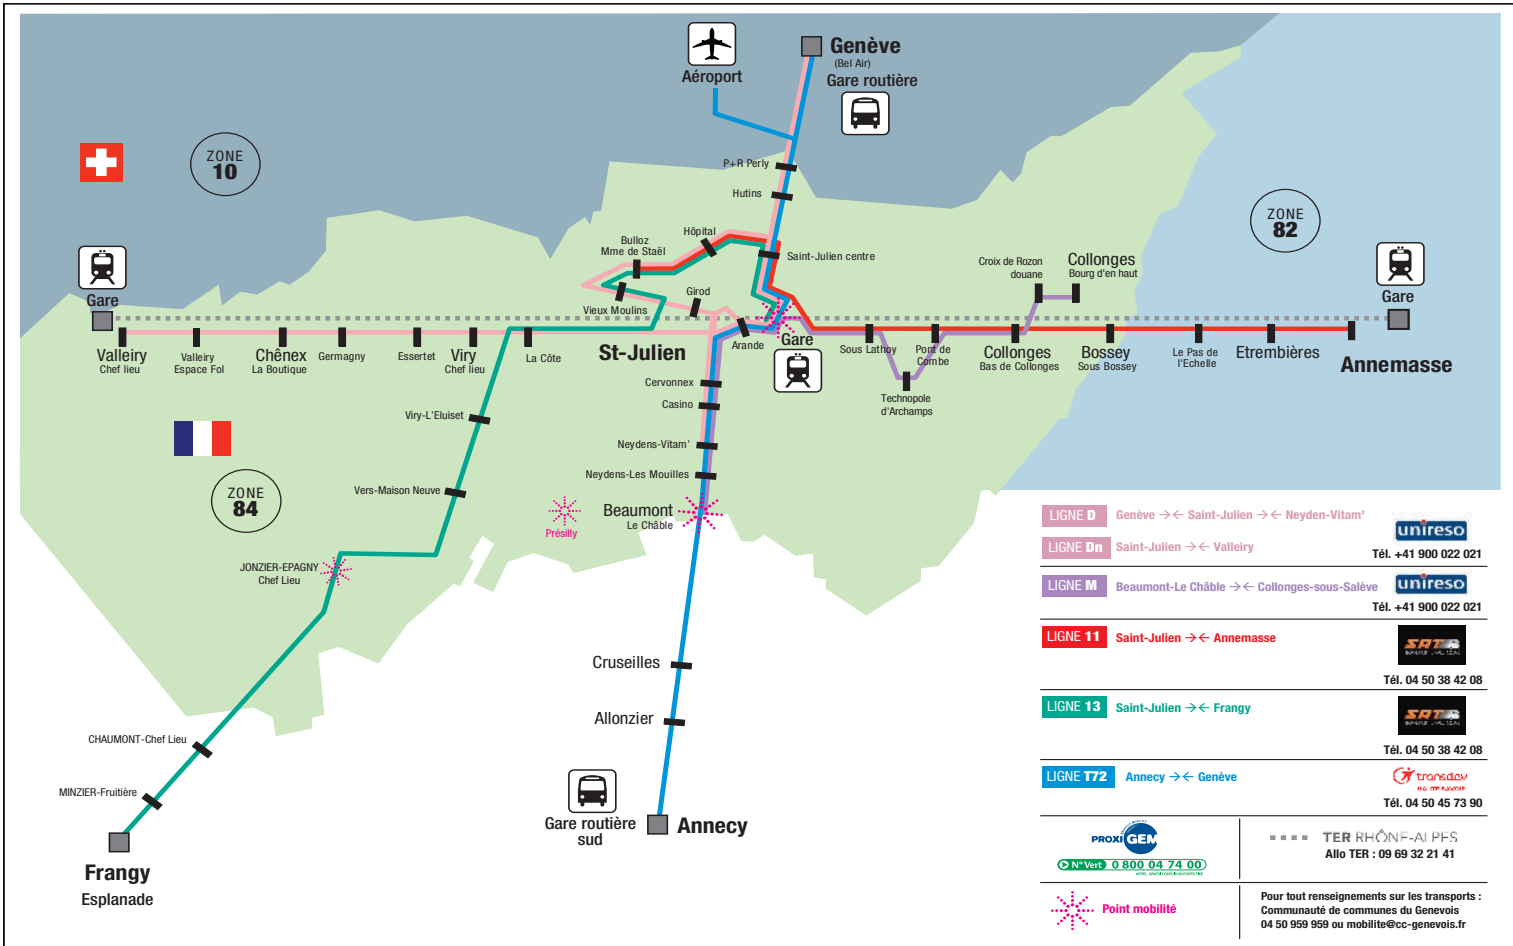 Genève
(Bel Air)
Gare routière
Aéroport
ZONE
10
P+R Perly
Hutins
ZONE
82
Hôpital
Bulloz
Mme de Staël
Saint-Julien centre
Croix de Rozon
douane
Collonges
Bourg d'en haut
Gare
Gare
Girod
Vieux Moulins
Valleiry
Chef lieu
Valleiry
Espace Fol
Chênex
La Boutique
Germagny
Essertet
Viry
Chef lieu
La Côte
St-Julien
Arande
Gare
Sous Lathoy
Pont de
Combe
Collonges
Bas de Collonges
Bossey
Sous Bossey
Le Pas de
l'Echelle
Etrembières
Annemasse
Technopole
d'Archamps
Cervonnex
Casino
Viry-L'Eluiset
Neydens-Vitam'
Neydens-Les Mouilles
Vers-Maison Neuve
ZONE
84
Beaumont
Le Châble
Présilly
JONZIER-EPAGNY
Chef Lieu
Cruseilles
Allonzier
CHAUMONT-Chef Lieu
MINZIER-Fruitière
Gare routière
sud
Annecy
Frangy
Esplanade
LIGNE D Genève →← Saint-Julien →← Neyden-Vitam'
unireso
Tél. +41 900 022 021
LIGNE Dn Saint-Julien →← Valleiry
LIGNE M Beaumont-Le Châble →← Collonges-sous-Salève
unireso
Tél. +41 900 022 021
LIGNE 11 Saint-Julien →← Annemasse
SAT
Tél. 04 50 38 42 08
LIGNE 13 Saint-Julien →← Frangy
SAT
Tél. 04 50 38 42 08
LIGNE T72 Annecy →← Genève
transdev
HAUTE SAVOIE
Tél. 04 50 45 73 90
PROXIGEM
N° Vert 0 800 04 74 00
TER RHÔNE-ALPES
Allo TER : 09 69 32 21 41
Point mobilité
Pour tout renseignements sur les transports :
Communauté de communes du Genevois
04 50 959 959 ou mobilite@cc-genevois.fr